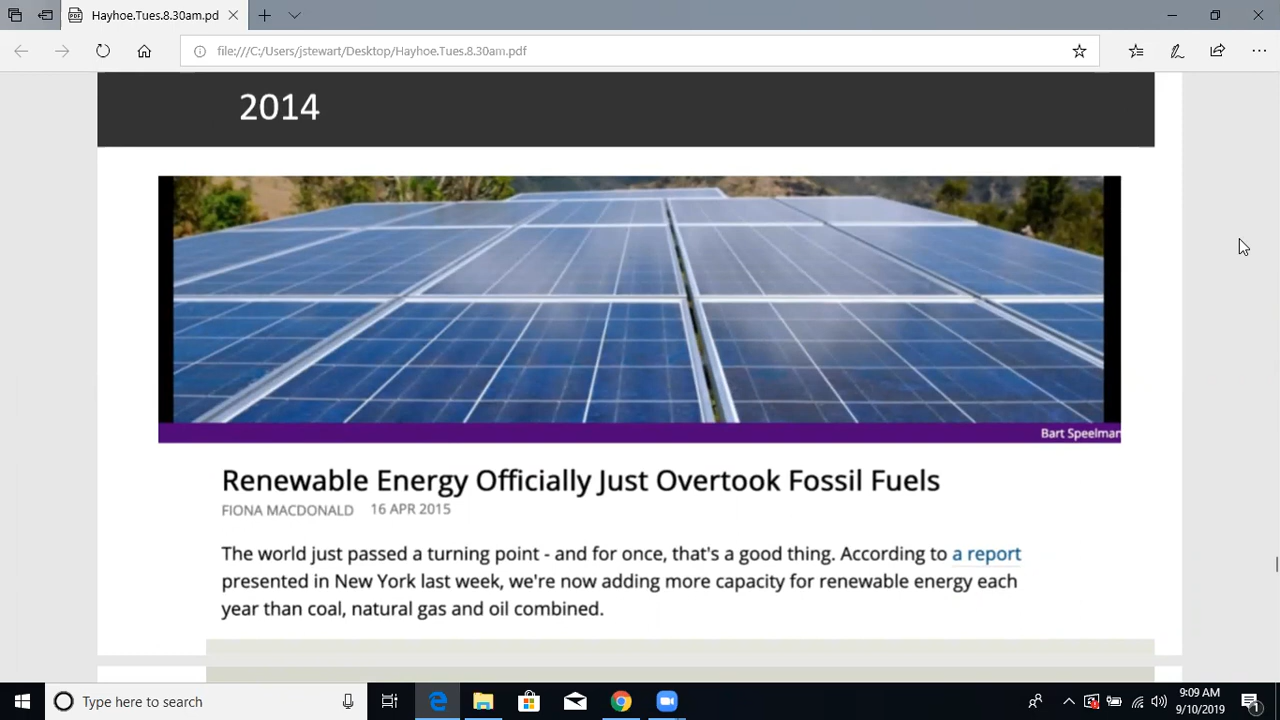 Hayhoe.Tues.8.30am.pdf
file:///C:/Users/jstewart/Desktop/Hayhoe.Tues.8.30am.pdf
2014
Bart Speelman
Renewable Energy Officially Just Overtook Fossil Fuels
FIONA MACDONALD 16 APR 2015
The world just passed a turning point - and for once, that's a good thing. According to a report
presented in New York last week, we're now adding more capacity for renewable energy each
year than coal, natural gas and oil combined.
Type here to search
9:09 AM
9/10/2019
1